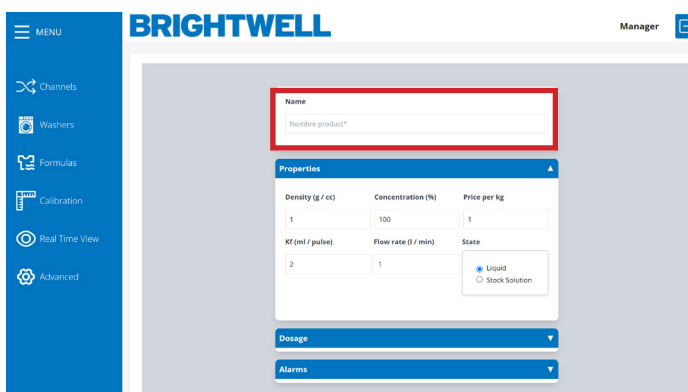 MENU
BRIGHTWELL
Manager
Channels
Washers
Formulas
Calibration
Real Time View
Advanced
Name
Nombre product*
Properties
Density (g / cc) Concentration (%) Price per kg
1 100 1
Kf (ml / pulse) Flow rate (l / min) State
2 1
Liquid
Stock Solution
Dosage
Alarms